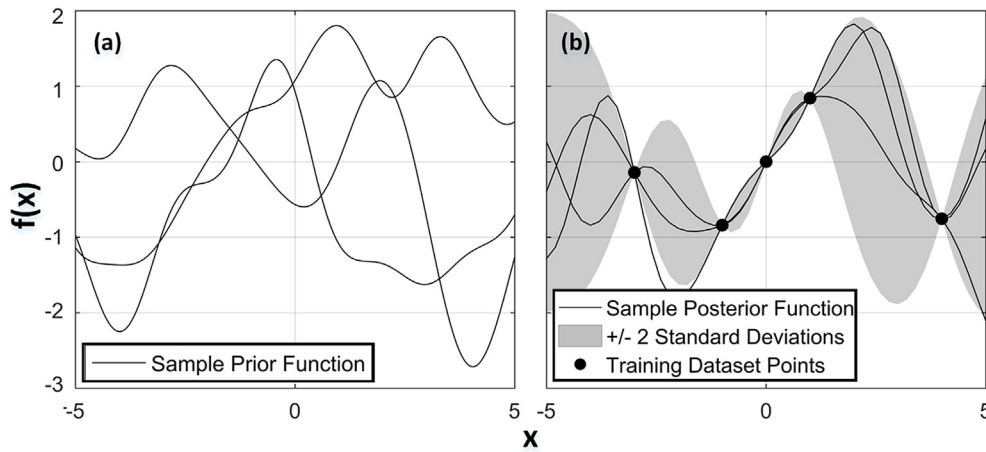 2
(a)
(b)
1
0
f(x)
-1
-2
Sample Posterior Function
+/- 2 Standard Deviations
Sample Prior Function
Training Dataset Points
-3
-5 0 5 -5 0 5
x